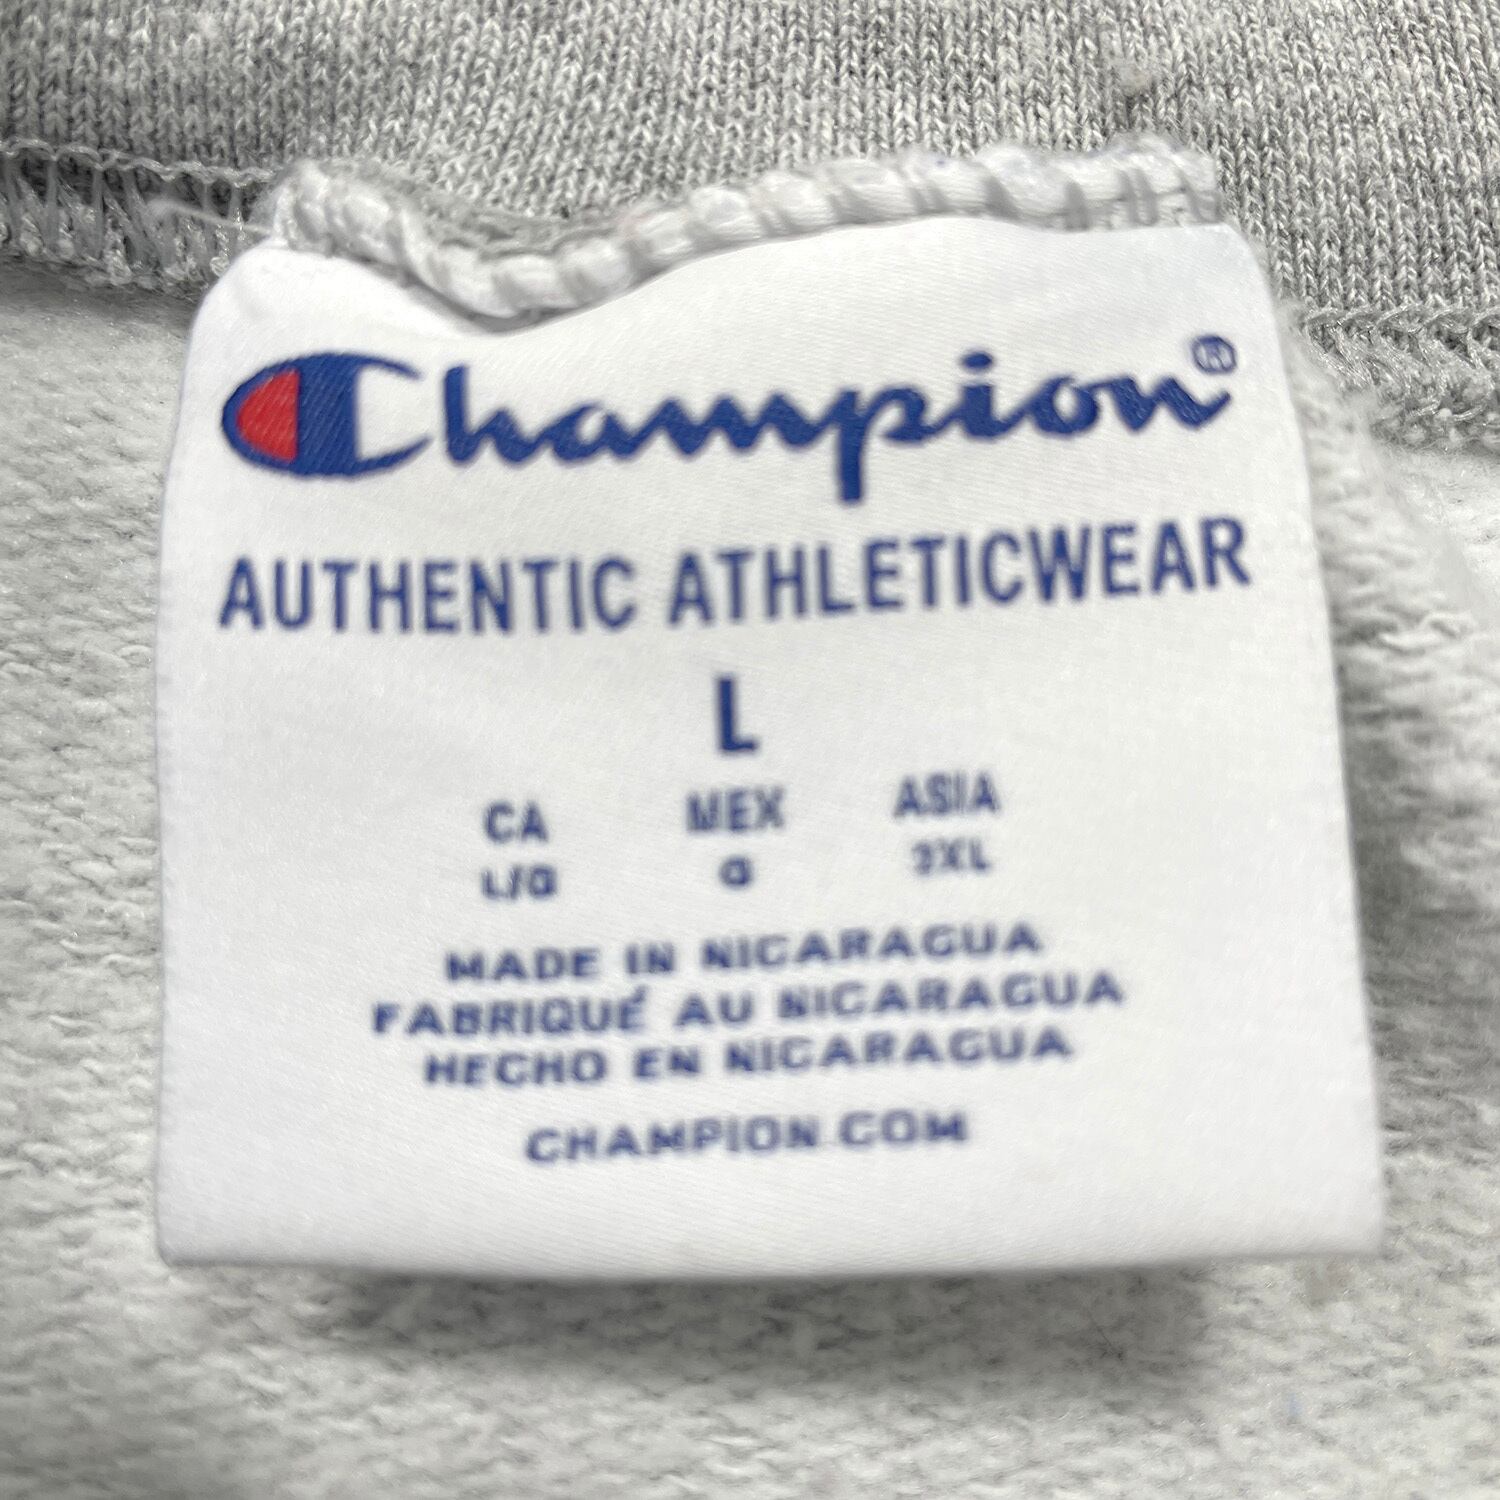 Champion®
AUTHENTIC ATHLETICWEAR
L
CA MEX ASIA
L/G G 2XL
MADE IN NICARAGUA
FABRIQUÉ AU NICARAGUA
HECHO EN NICARAGUA
CHAMPION.COM